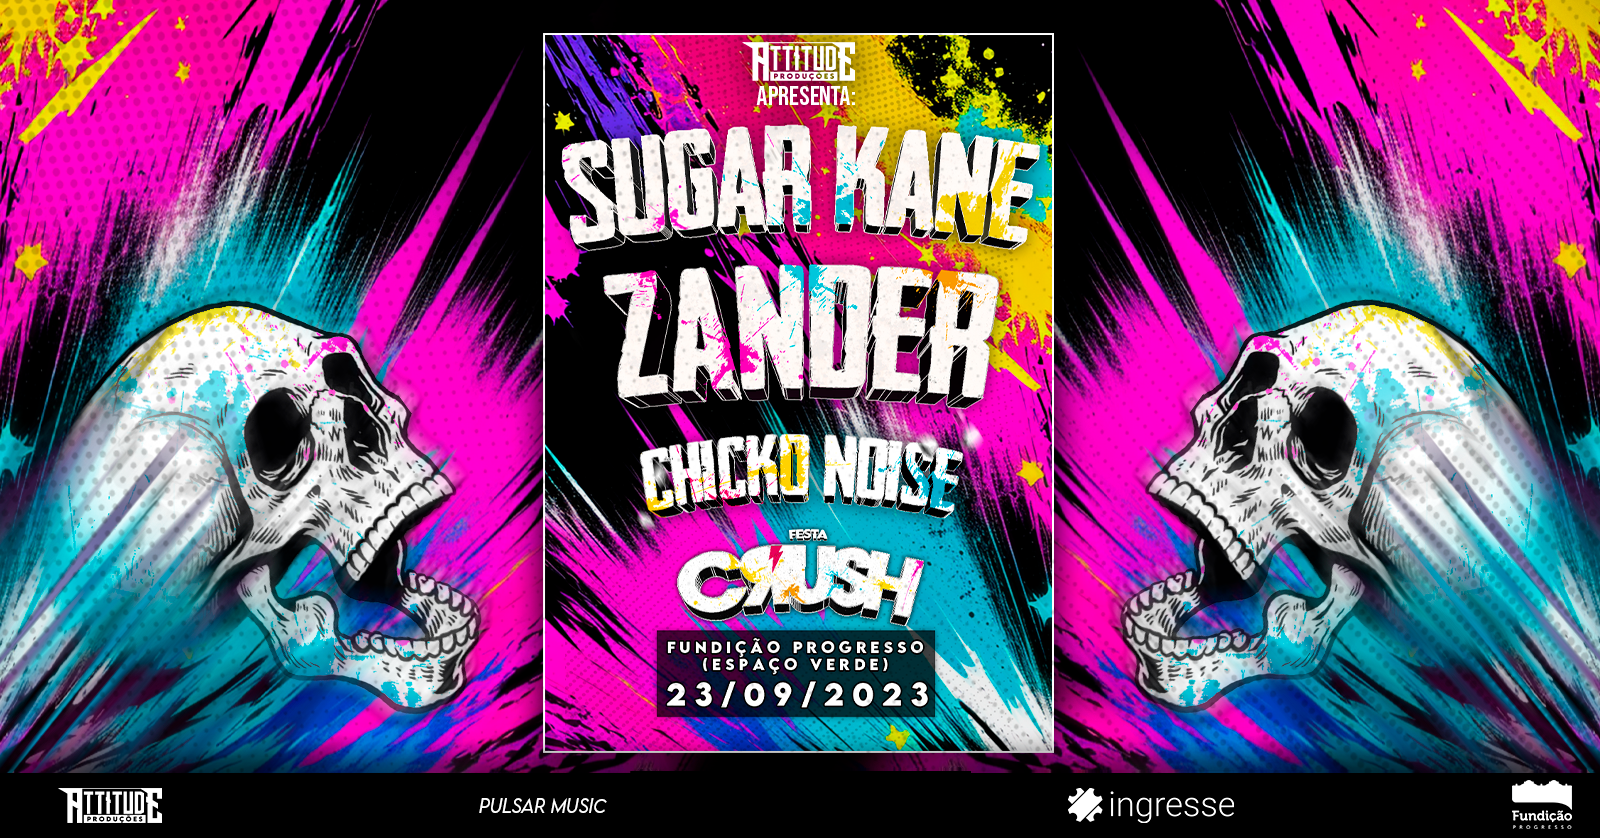 ATTITUDE
PRODUÇÕES
APRESENTA:
SUGAR KANE
ZANDER
CHICKO NOISE
FESTA
CRUSH
FUNDIÇÃO PROGRESSO
(ESPAÇO VERDE)
23/09/2023
ATTITUDE
PRODUÇÕES
PULSAR MUSIC
ingresse
Fundição
PROGRESSO